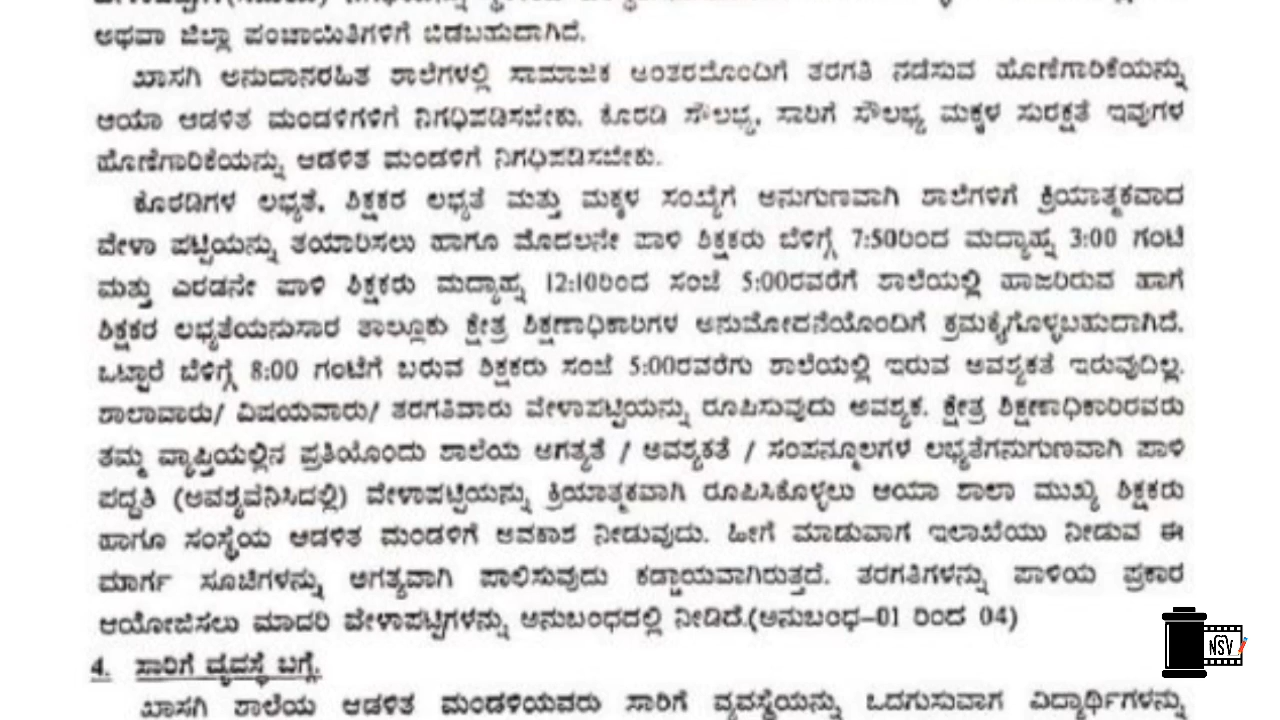 ಅಥವಾ ಜಿಲ್ಲಾ ಪಂಚಾಯಿತಿಗಳಿಗೆ ಬಿಡಬಹುದಾಗಿದೆ.
ಖಾಸಗಿ ಅನುದಾನರಹಿತ ಶಾಲೆಗಳಲ್ಲಿ ಸಾಮಾಜಿಕ ಅಂತರದೊಂದಿಗೆ ತರಗತಿ ನಡೆಸುವ ಹೊಣೆಗಾರಿಕೆಯನ್ನು
ಆಯಾ ಆಡಳಿತ ಮಂಡಳಿಗಳಿಗೆ ನಿಗಧಿಪಡಿಸಬೇಕು. ಕೊಠಡಿ ಸೌಲಭ್ಯ, ಸಾರಿಗೆ ಸೌಲಭ್ಯ ಮಕ್ಕಳ ಸುರಕ್ಷತೆ ಇವುಗಳ
ಹೊಣೆಗಾರಿಕೆಯನ್ನು ಆಡಳಿತ ಮಂಡಳಿಗೆ ನಿಗಧಿಪಡಿಸಬೇಕು.
ಕೊಠಡಿಗಳ ಲಭ್ಯತೆ, ಶಿಕ್ಷಕರ ಲಭ್ಯತೆ ಮತ್ತು ಮಕ್ಕಳ ಸಂಖ್ಯೆಗೆ ಅನುಗುಣವಾಗಿ ಶಾಲೆಗಳಿಗೆ ಕ್ರಿಯಾತ್ಮಕವಾದ
ವೇಳಾ ಪಟ್ಟಿಯನ್ನು ತಯಾರಿಸಲು ಹಾಗೂ ಮೊದಲನೇ ಪಾಳಿ ಶಿಕ್ಷಕರು ಬೆಳಿಗ್ಗೆ 7:50ರಿಂದ ಮದ್ಯಾಹ್ನ 3:00 ಗಂಟೆ
ಮತ್ತು ಎರಡನೇ ಪಾಳಿ ಶಿಕ್ಷಕರು ಮದ್ಯಾಹ್ನ 12:10ರಿಂದ ಸಂಜೆ 5:00ರವರೆಗೆ ಶಾಲೆಯಲ್ಲಿ ಹಾಜರಿರುವ ಹಾಗೆ
ಶಿಕ್ಷಕರ ಲಭ್ಯತೆಯನುಸಾರ ತಾಲ್ಲೂಕು ಕ್ಷೇತ್ರ ಶಿಕ್ಷಣಾಧಿಕಾರಿಗಳ ಅನುಮೋದನೆಯೊಂದಿಗೆ ಕ್ರಮಕೈಗೊಳ್ಳಬಹುದಾಗಿದೆ.
ಒಟ್ಟಾರೆ ಬೆಳಿಗ್ಗೆ 8:00 ಗಂಟೆಗೆ ಬರುವ ಶಿಕ್ಷಕರು ಸಂಜೆ 5:00ರವರೆಗು ಶಾಲೆಯಲ್ಲಿ ಇರುವ ಅವಶ್ಯಕತೆ ಇರುವುದಿಲ್ಲ.
ಶಾಲಾವಾರು/ ವಿಷಯವಾರು/ ತರಗತಿವಾರು ವೇಳಾಪಟ್ಟಿಯನ್ನು ರೂಪಿಸುವುದು ಅವಶ್ಯಕ. ಕ್ಷೇತ್ರ ಶಿಕ್ಷಣಾಧಿಕಾರಿರವರು
ತಮ್ಮ ವ್ಯಾಪ್ತಿಯಲ್ಲಿನ ಪ್ರತಿಯೊಂದು ಶಾಲೆಯ ಅಗತ್ಯತೆ / ಅವಶ್ಯಕತೆ / ಸಂಪನ್ಮೂಲಗಳ ಲಭ್ಯತೆಗನುಗುಣವಾಗಿ ಪಾಳಿ
ಪದ್ಧತಿ (ಅವಶ್ಯವೆನಿಸಿದಲ್ಲಿ) ವೇಳಾಪಟ್ಟಿಯನ್ನು ಕ್ರಿಯಾತ್ಮಕವಾಗಿ ರೂಪಿಸಿಕೊಳ್ಳಲು ಆಯಾ ಶಾಲಾ ಮುಖ್ಯ ಶಿಕ್ಷಕರು
ಹಾಗೂ ಸಂಸ್ಥೆಯ ಆಡಳಿತ ಮಂಡಳಿಗೆ ಅವಕಾಶ ನೀಡುವುದು. ಹೀಗೆ ಮಾಡುವಾಗ ಇಲಾಖೆಯು ನೀಡುವ ಈ
ಮಾರ್ಗ ಸೂಚಿಗಳನ್ನು ಅಗತ್ಯವಾಗಿ ಪಾಲಿಸುವುದು ಕಡ್ಡಾಯವಾಗಿರುತ್ತದೆ. ತರಗತಿಗಳನ್ನು ಪಾಳಿಯ ಪ್ರಕಾರ
ಆಯೋಜಿಸಲು ಮಾದರಿ ವೇಳಾಪಟ್ಟಿಗಳನ್ನು ಅನುಬಂಧದಲ್ಲಿ ನೀಡಿದೆ.(ಅನುಬಂಧ-01 ರಿಂದ 04)
4. ಸಾರಿಗೆ ವ್ಯವಸ್ಥೆ ಬಗ್ಗೆ.
ಖಾಸಗಿ ಶಾಲೆಯ ಆಡಳಿತ ಮಂಡಳಿಯವರು ಸಾರಿಗೆ ವ್ಯವಸ್ಥೆಯನ್ನು ಒದಗುಸುವಾಗ ವಿದ್ಯಾರ್ಥಿಗಳನ್ನು
NSV